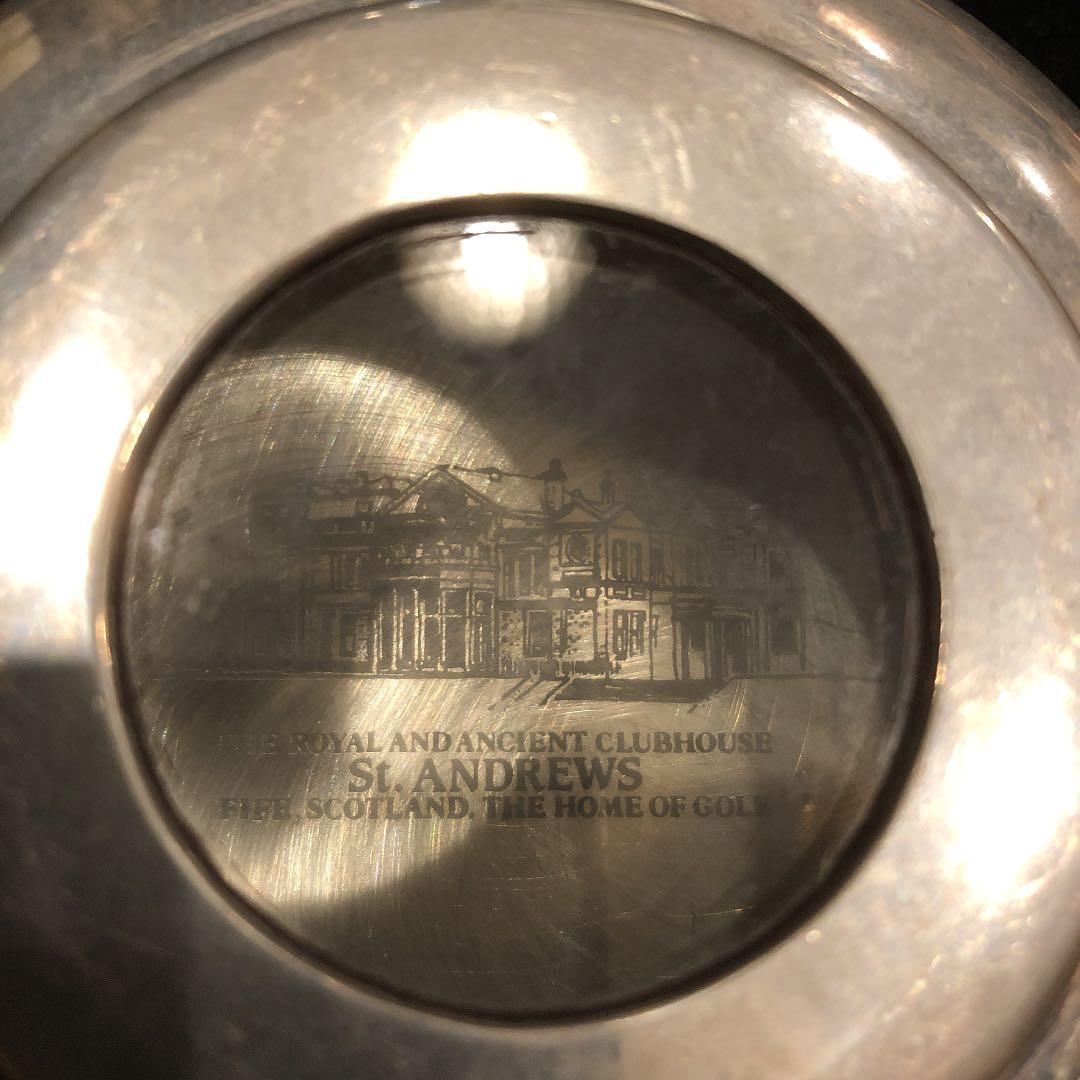 THE ROYAL AND ANCIENT CLUBHOUSE
St. ANDREWS
FIFE, SCOTLAND. THE HOME OF GOLF